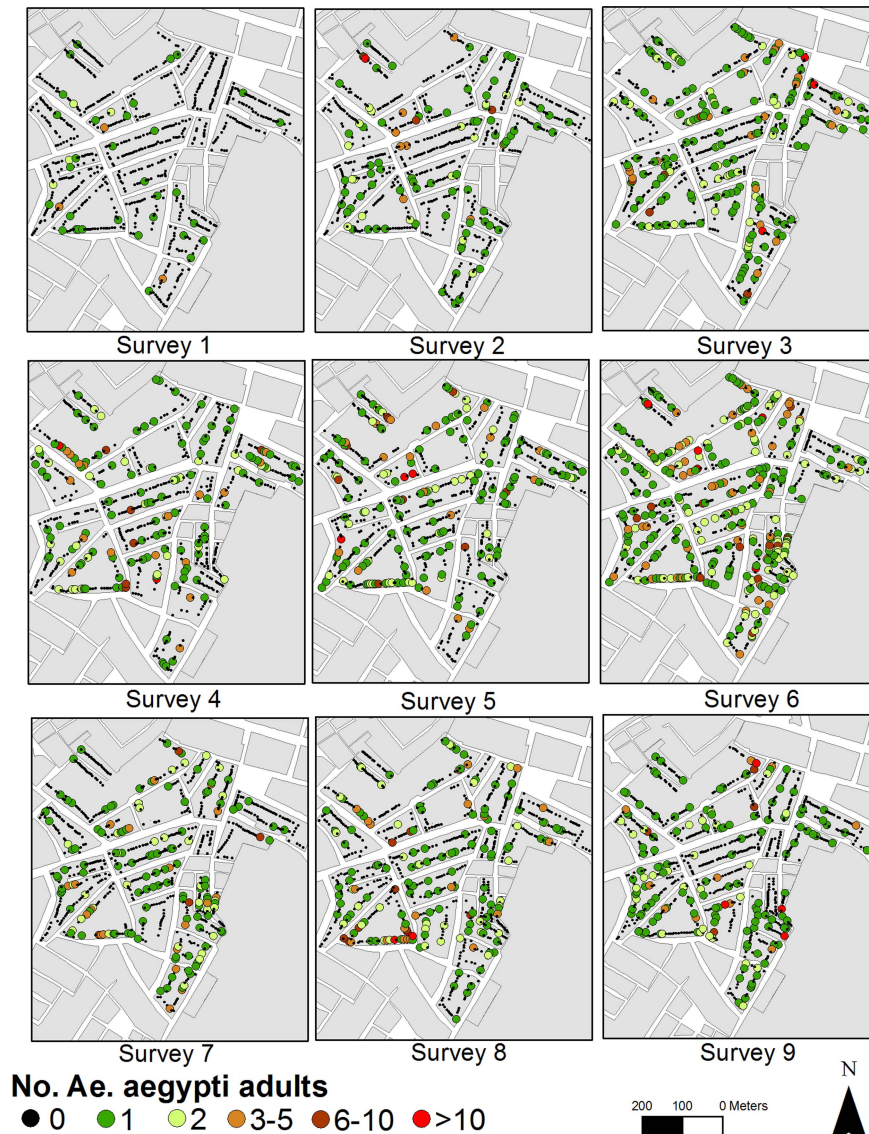 Survey 1 Survey 2 Survey 3
Survey 4 Survey 5 Survey 6
Survey 7 Survey 8 Survey 9
No. Ae. aegypti adults
0 1 2 3-5 6-10 >10
200 100 0 Meters
N